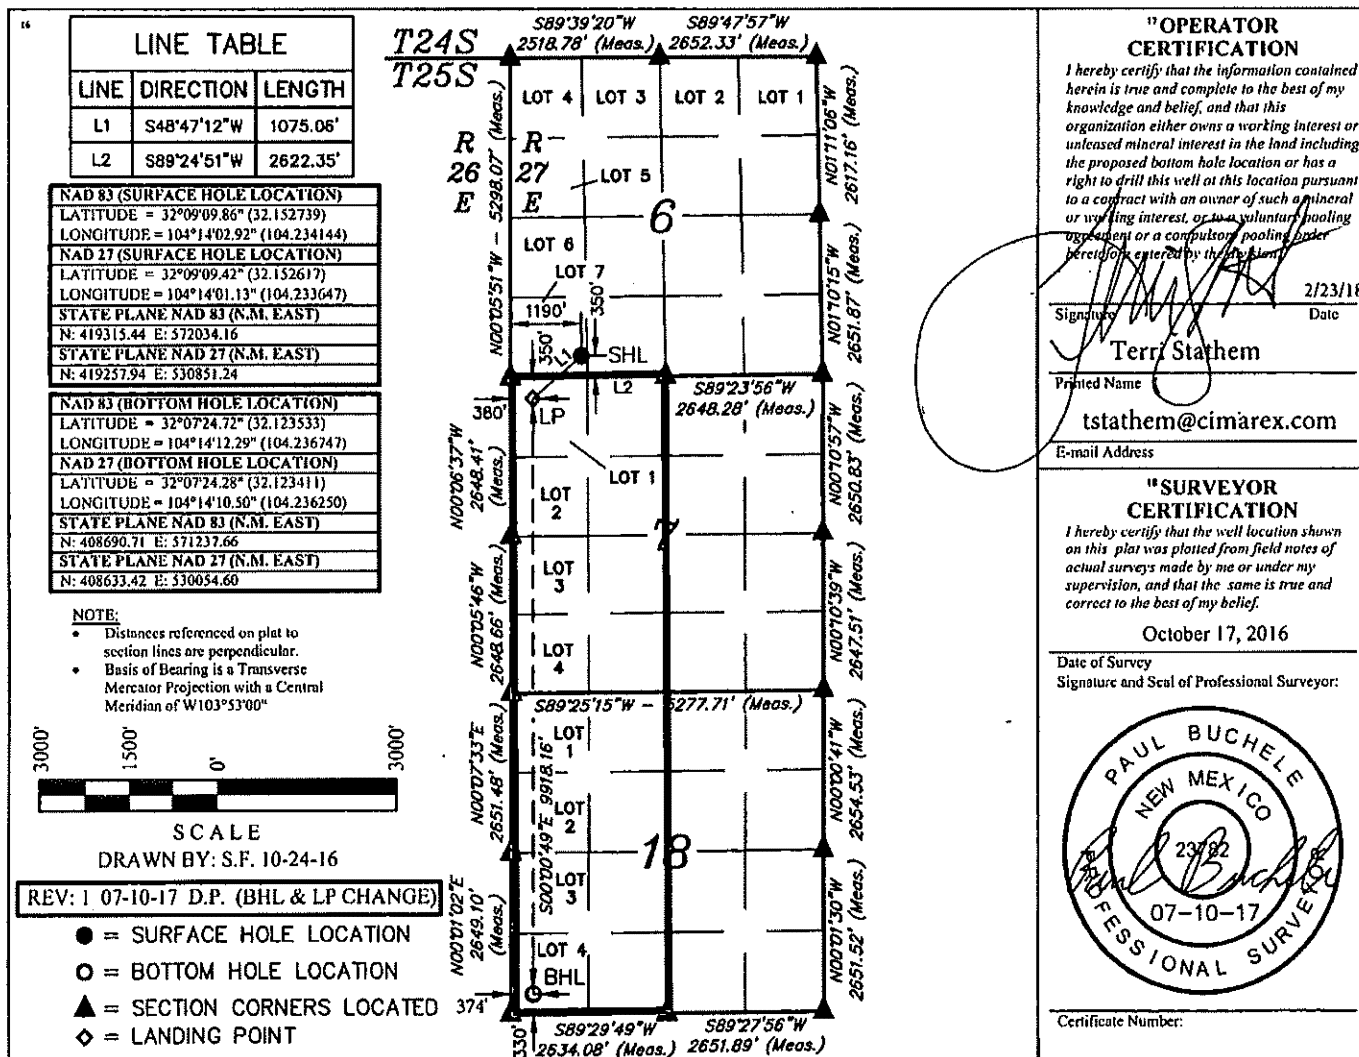 16
LINE TABLE
LINE DIRECTION LENGTH
L1 S48°47'12"W 1075.06'
L2 S89°24'51"W 2622.35'
NAD 83 (SURFACE HOLE LOCATION)
LATITUDE = 32°09'09.86" (32.152739)
LONGITUDE = 104°14'02.92" (104.234144)
NAD 27 (SURFACE HOLE LOCATION)
LATITUDE = 32°09'09.42" (32.152617)
LONGITUDE = 104°14'01.13" (104.233647)
STATE PLANE NAD 83 (N.M. EAST)
N: 419315.44 E: 572034.16
STATE PLANE NAD 27 (N.M. EAST)
N: 419257.94 E: 530851.24
NAD 83 (BOTTOM HOLE LOCATION)
LATITUDE = 32°07'24.72" (32.123533)
LONGITUDE = 104°14'12.29" (104.236747)
NAD 27 (BOTTOM HOLE LOCATION)
LATITUDE = 32°07'24.28" (32.123411)
LONGITUDE = 104°14'10.50" (104.236250)
STATE PLANE NAD 83 (N.M. EAST)
N: 408690.71 E: 571237.66
STATE PLANE NAD 27 (N.M. EAST)
N: 408633.42 E: 530054.60
NOTE:
• Distances referenced on plat to
section lines are perpendicular.
• Basis of Bearing is a Transverse
Mercator Projection with a Central
Meridian of W103°53'00"
3000' 1500' 0' 3000'
SCALE
DRAWN BY: S.F. 10-24-16
REV: 1 07-10-17 D.P. (BHL & LP CHANGE)
= SURFACE HOLE LOCATION
= BOTTOM HOLE LOCATION
= SECTION CORNERS LOCATED
= LANDING POINT
T24S
T25S
S89°39'20"W
2518.78' (Meas.)
S89°47'57"W
2652.33' (Meas.)
LOT 4 LOT 3 LOT 2 LOT 1
R R
26 27
E E
LOT 5
6
LOT 6
LOT 7
N00°05'51"W - 5298.07' (Meas.)
N01°11'06"W
2617.16' (Meas.)
N01°10'15"W
2651.87' (Meas.)
1190'
350'
350'
L1
SHL
L2
S89°23'56"W
2648.28' (Meas.)
380'
LP
LOT 1
N00°06'37"W
2648.41'
(Meas.)
N00°10'57"W
2650.83' (Meas.)
LOT
2
7
LOT
3
N00°05'46"W
2648.66' (Meas.)
N00°10'39"W
2647.51' (Meas.)
LOT
4
S89°25'15"W - 5277.71' (Meas.)
LOT
1
N00°07'33"E
2651.48' (Meas.)
S00°00'49"E 9918.16'
N00°00'41"W
2654.53' (Meas.)
LOT
2
18
LOT
3
N00°01'02"E
2649.10'
(Meas.)
N00°01'30"W
2651.52' (Meas.)
LOT 4
BHL
374'
330'
S89°29'49"W
2634.08' (Meas.)
S89°27'56"W
2651.89' (Meas.)
"OPERATOR
CERTIFICATION
I hereby certify that the information contained
herein is true and complete to the best of my
knowledge and belief, and that this
organization either owns a working interest or
unleased mineral interest in the land including
the proposed bottom hole location or has a
right to drill this well at this location pursuant
to a contract with an owner of such a mineral
or working interest, or to a voluntary pooling
agreement or a compulsory pooling order
heretofore entered by the division.
2/23/18
Signature Date
Terri Stathem
Printed Name
tstathem@cimarex.com
E-mail Address
"SURVEYOR
CERTIFICATION
I hereby certify that the well location shown
on this plat was plotted from field notes of
actual surveys made by me or under my
supervision, and that the same is true and
correct to the best of my belief.
October 17, 2016
Date of Survey
Signature and Seal of Professional Surveyor:
PAUL BUCHELE
NEW MEXICO
23782
Paul Buchele
07-10-17
PROFESSIONAL SURVEYOR
Certificate Number: